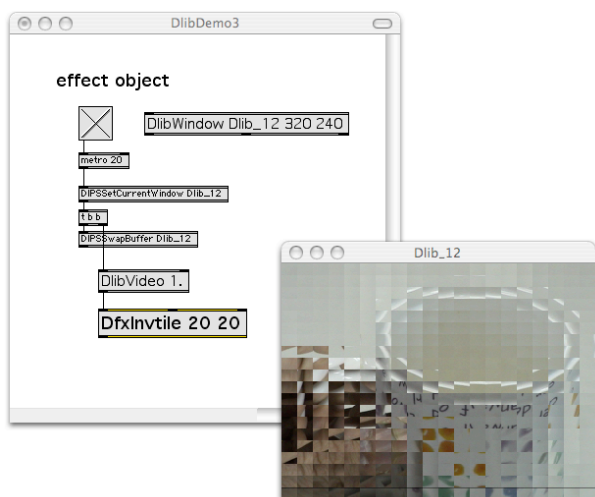 DlibDemo3
effect object
DlibWindow Dlib_12 320 240
metro 20
DIPSSetCurrentWindow Dlib_12
t b b
DIPSSwapBuffer Dlib_12
DlibVideo 1.
DfxInvtile 20 20
Dlib_12